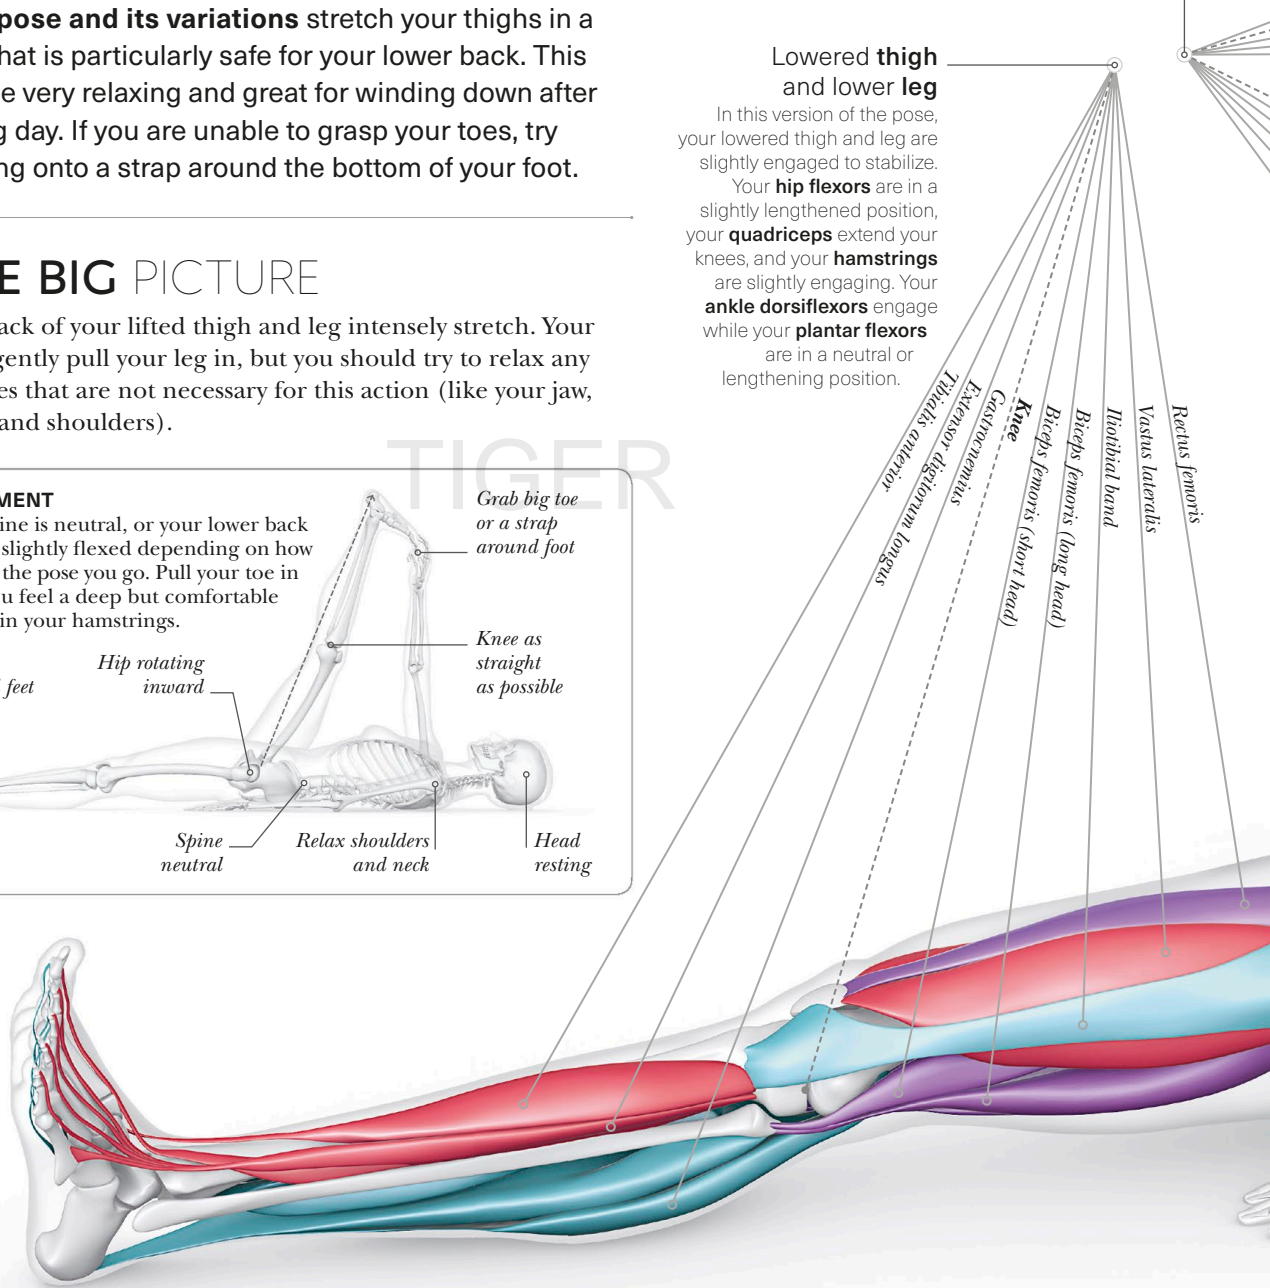 pose and its variations stretch your thighs in a
hat is particularly safe for your lower back. This
e very relaxing and great for winding down after
g day. If you are unable to grasp your toes, try
ng onto a strap around the bottom of your foot.
E BIG PICTURE
ack of your lifted thigh and leg intensely stretch. Your
gently pull your leg in, but you should try to relax any
es that are not necessary for this action (like your jaw,
and shoulders).
TIGER
MENT
ine is neutral, or your lower back
slightly flexed depending on how
the pose you go. Pull your toe in
u feel a deep but comfortable
in your hamstrings.
Grab big toe
or a strap
around foot
Knee as
straight
as possible
Hip rotating
inward
feet
Spine
neutral
Relax shoulders
and neck
Head
resting
Lowered thigh
and lower leg
In this version of the pose,
your lowered thigh and leg are
slightly engaged to stabilize.
Your hip flexors are in a
slightly lengthened position,
your quadriceps extend your
knees, and your hamstrings
are slightly engaging. Your
ankle dorsiflexors engage
while your plantar flexors
are in a neutral or
lengthening position.
Tibialis anterior
Extensor digitorum longus
Gastrocnemius
Knee
Biceps femoris (short head)
Biceps femoris (long head)
Iliotibial band
Vastus lateralis
Rectus femoris